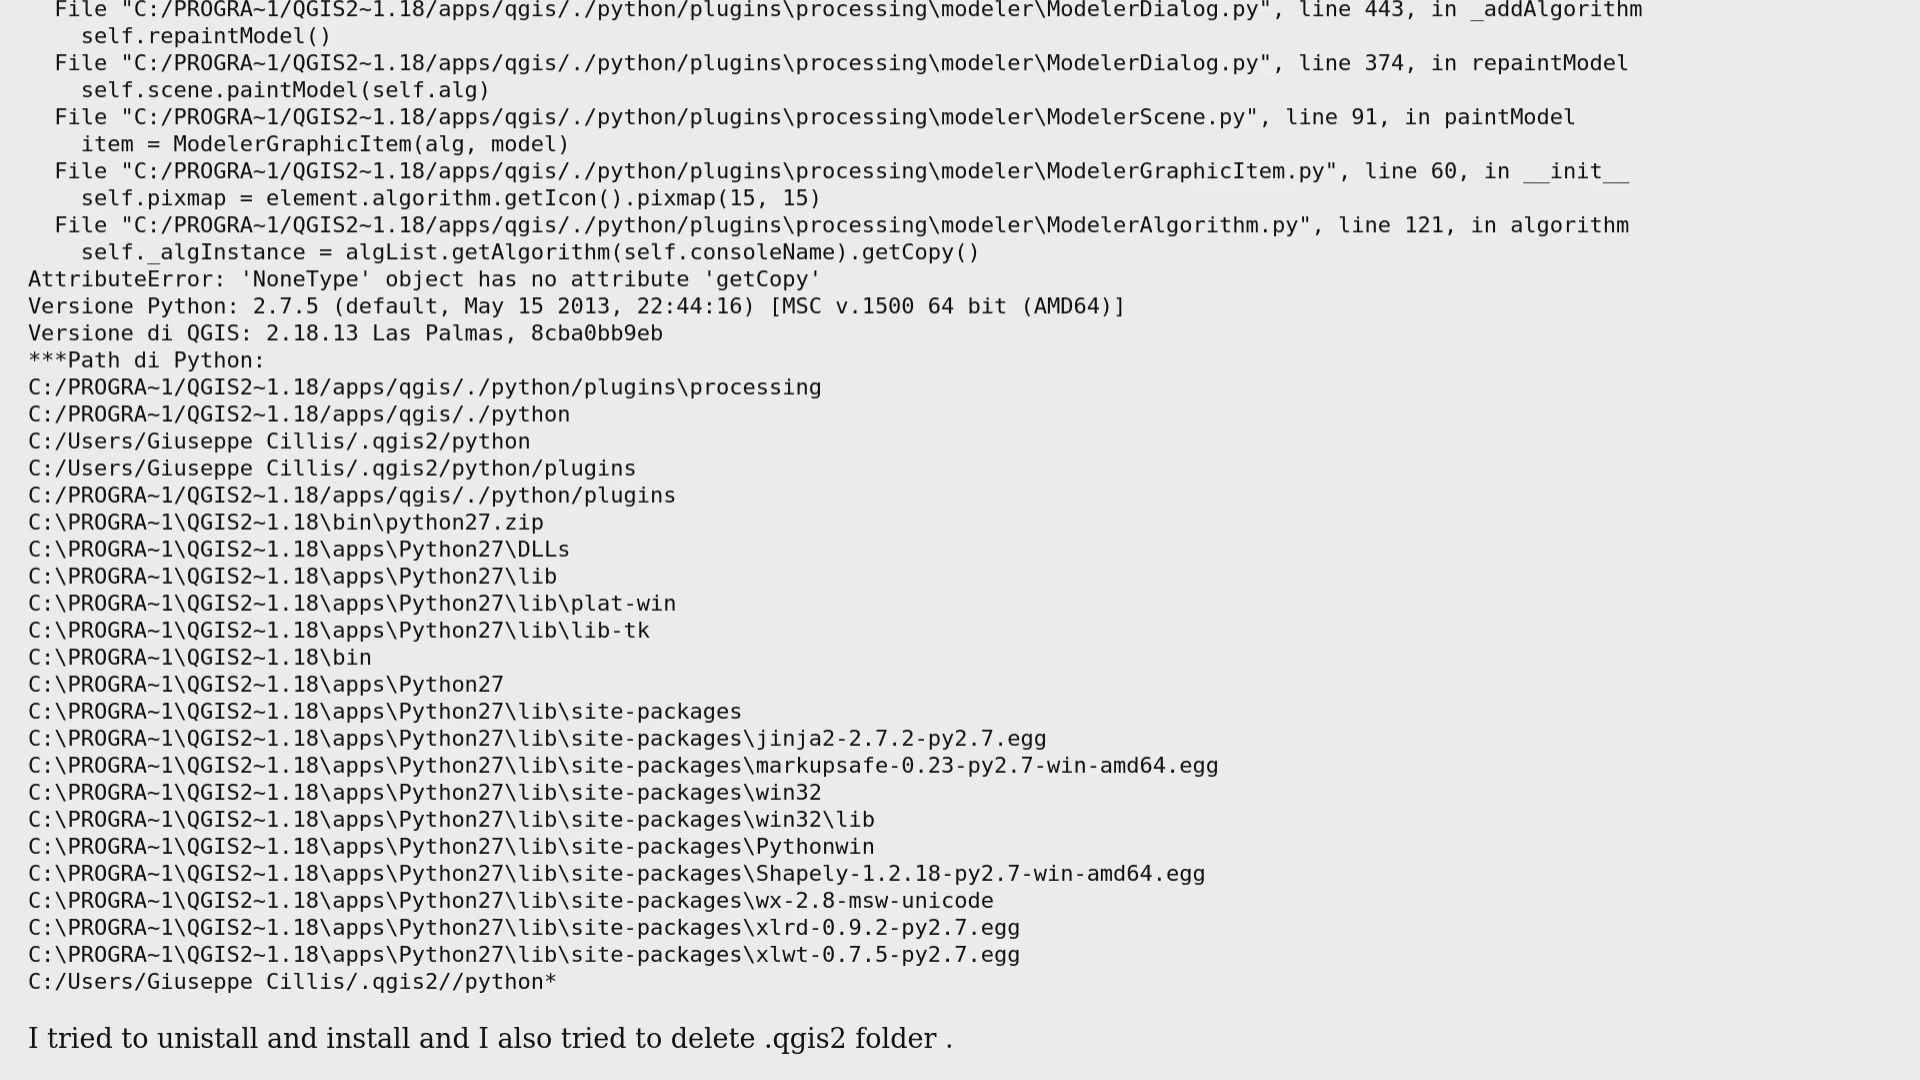 File "C:/PROGRA~1/QGIS2~1.18/apps/qgis/./python/plugins\processing\modeler\ModelerDialog.py", line 443, in _addAlgorithm
self.repaintModel()
File "C:/PROGRA~1/QGIS2~1.18/apps/qgis/./python/plugins\processing\modeler\ModelerDialog.py", line 374, in repaintModel
self.scene.paintModel(self.alg)
File "C:/PROGRA~1/QGIS2~1.18/apps/qgis/./python/plugins\processing\modeler\ModelerScene.py", line 91, in paintModel
item = ModelerGraphicItem(alg, model)
File "C:/PROGRA~1/QGIS2~1.18/apps/qgis/./python/plugins\processing\modeler\ModelerGraphicItem.py", line 60, in __init__
self.pixmap = element.algorithm.getIcon().pixmap(15, 15)
File "C:/PROGRA~1/QGIS2~1.18/apps/qgis/./python/plugins\processing\modeler\ModelerAlgorithm.py", line 121, in algorithm
self._algInstance = algList.getAlgorithm(self.consoleName).getCopy()
AttributeError: 'NoneType' object has no attribute 'getCopy'
Versione Python: 2.7.5 (default, May 15 2013, 22:44:16) [MSC v.1500 64 bit (AMD64)]
Versione di QGIS: 2.18.13 Las Palmas, 8cba0bb9eb
***Path di Python:
C:/PROGRA~1/QGIS2~1.18/apps/qgis/./python/plugins\processing
C:/PROGRA~1/QGIS2~1.18/apps/qgis/./python
C:/Users/Giuseppe Cillis/.qgis2/python
C:/Users/Giuseppe Cillis/.qgis2/python/plugins
C:/PROGRA~1/QGIS2~1.18/apps/qgis/./python/plugins
C:\PROGRA~1\QGIS2~1.18\bin\python27.zip
C:\PROGRA~1\QGIS2~1.18\apps\Python27\DLLs
C:\PROGRA~1\QGIS2~1.18\apps\Python27\lib
C:\PROGRA~1\QGIS2~1.18\apps\Python27\lib\plat-win
C:\PROGRA~1\QGIS2~1.18\apps\Python27\lib\lib-tk
C:\PROGRA~1\QGIS2~1.18\bin
C:\PROGRA~1\QGIS2~1.18\apps\Python27
C:\PROGRA~1\QGIS2~1.18\apps\Python27\lib\site-packages
C:\PROGRA~1\QGIS2~1.18\apps\Python27\lib\site-packages\jinja2-2.7.2-py2.7.egg
C:\PROGRA~1\QGIS2~1.18\apps\Python27\lib\site-packages\markupsafe-0.23-py2.7-win-amd64.egg
C:\PROGRA~1\QGIS2~1.18\apps\Python27\lib\site-packages\win32
C:\PROGRA~1\QGIS2~1.18\apps\Python27\lib\site-packages\win32\lib
C:\PROGRA~1\QGIS2~1.18\apps\Python27\lib\site-packages\Pythonwin
C:\PROGRA~1\QGIS2~1.18\apps\Python27\lib\site-packages\Shapely-1.2.18-py2.7-win-amd64.egg
C:\PROGRA~1\QGIS2~1.18\apps\Python27\lib\site-packages\wx-2.8-msw-unicode
C:\PROGRA~1\QGIS2~1.18\apps\Python27\lib\site-packages\xlrd-0.9.2-py2.7.egg
C:\PROGRA~1\QGIS2~1.18\apps\Python27\lib\site-packages\xlwt-0.7.5-py2.7.egg
C:/Users/Giuseppe Cillis/.qgis2//python*
I tried to unistall and install and I also tried to delete .qgis2 folder .